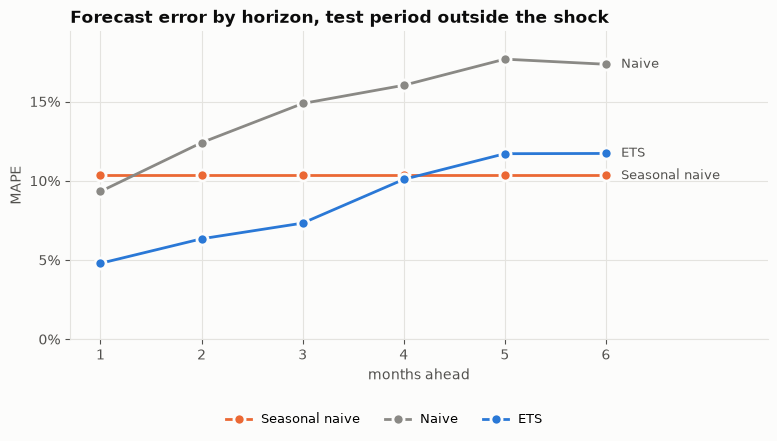 Forecast error by horizon, test period outside the shock
MAPE
15%
10%
5%
0%
Naive
ETS
Seasonal naive
1 2 3 4 5 6
months ahead
Seasonal naive Naive ETS